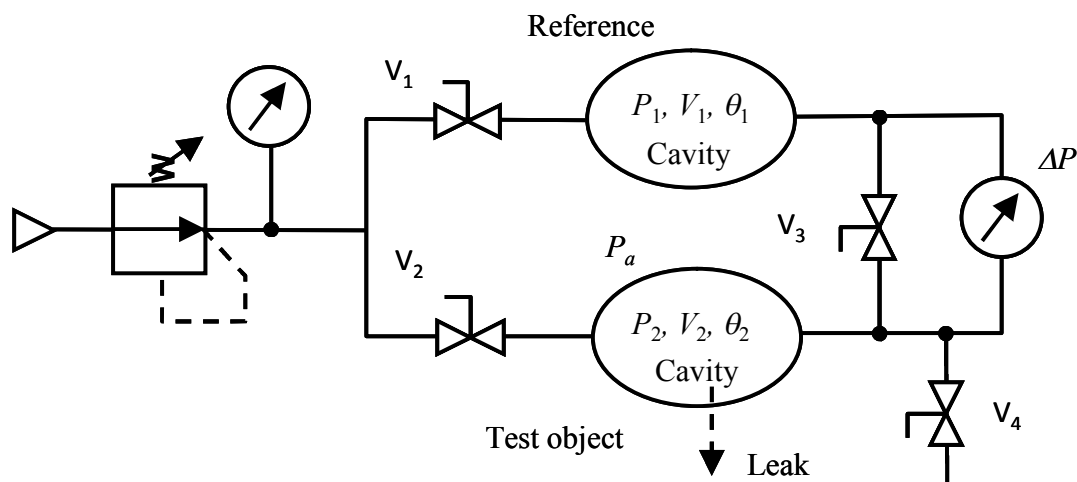 Reference
V₁
P₁, V₁, θ₁
Cavity
ΔP
V₃
V₂
Pₐ
P₂, V₂, θ₂
Cavity
V₄
Test object
Leak